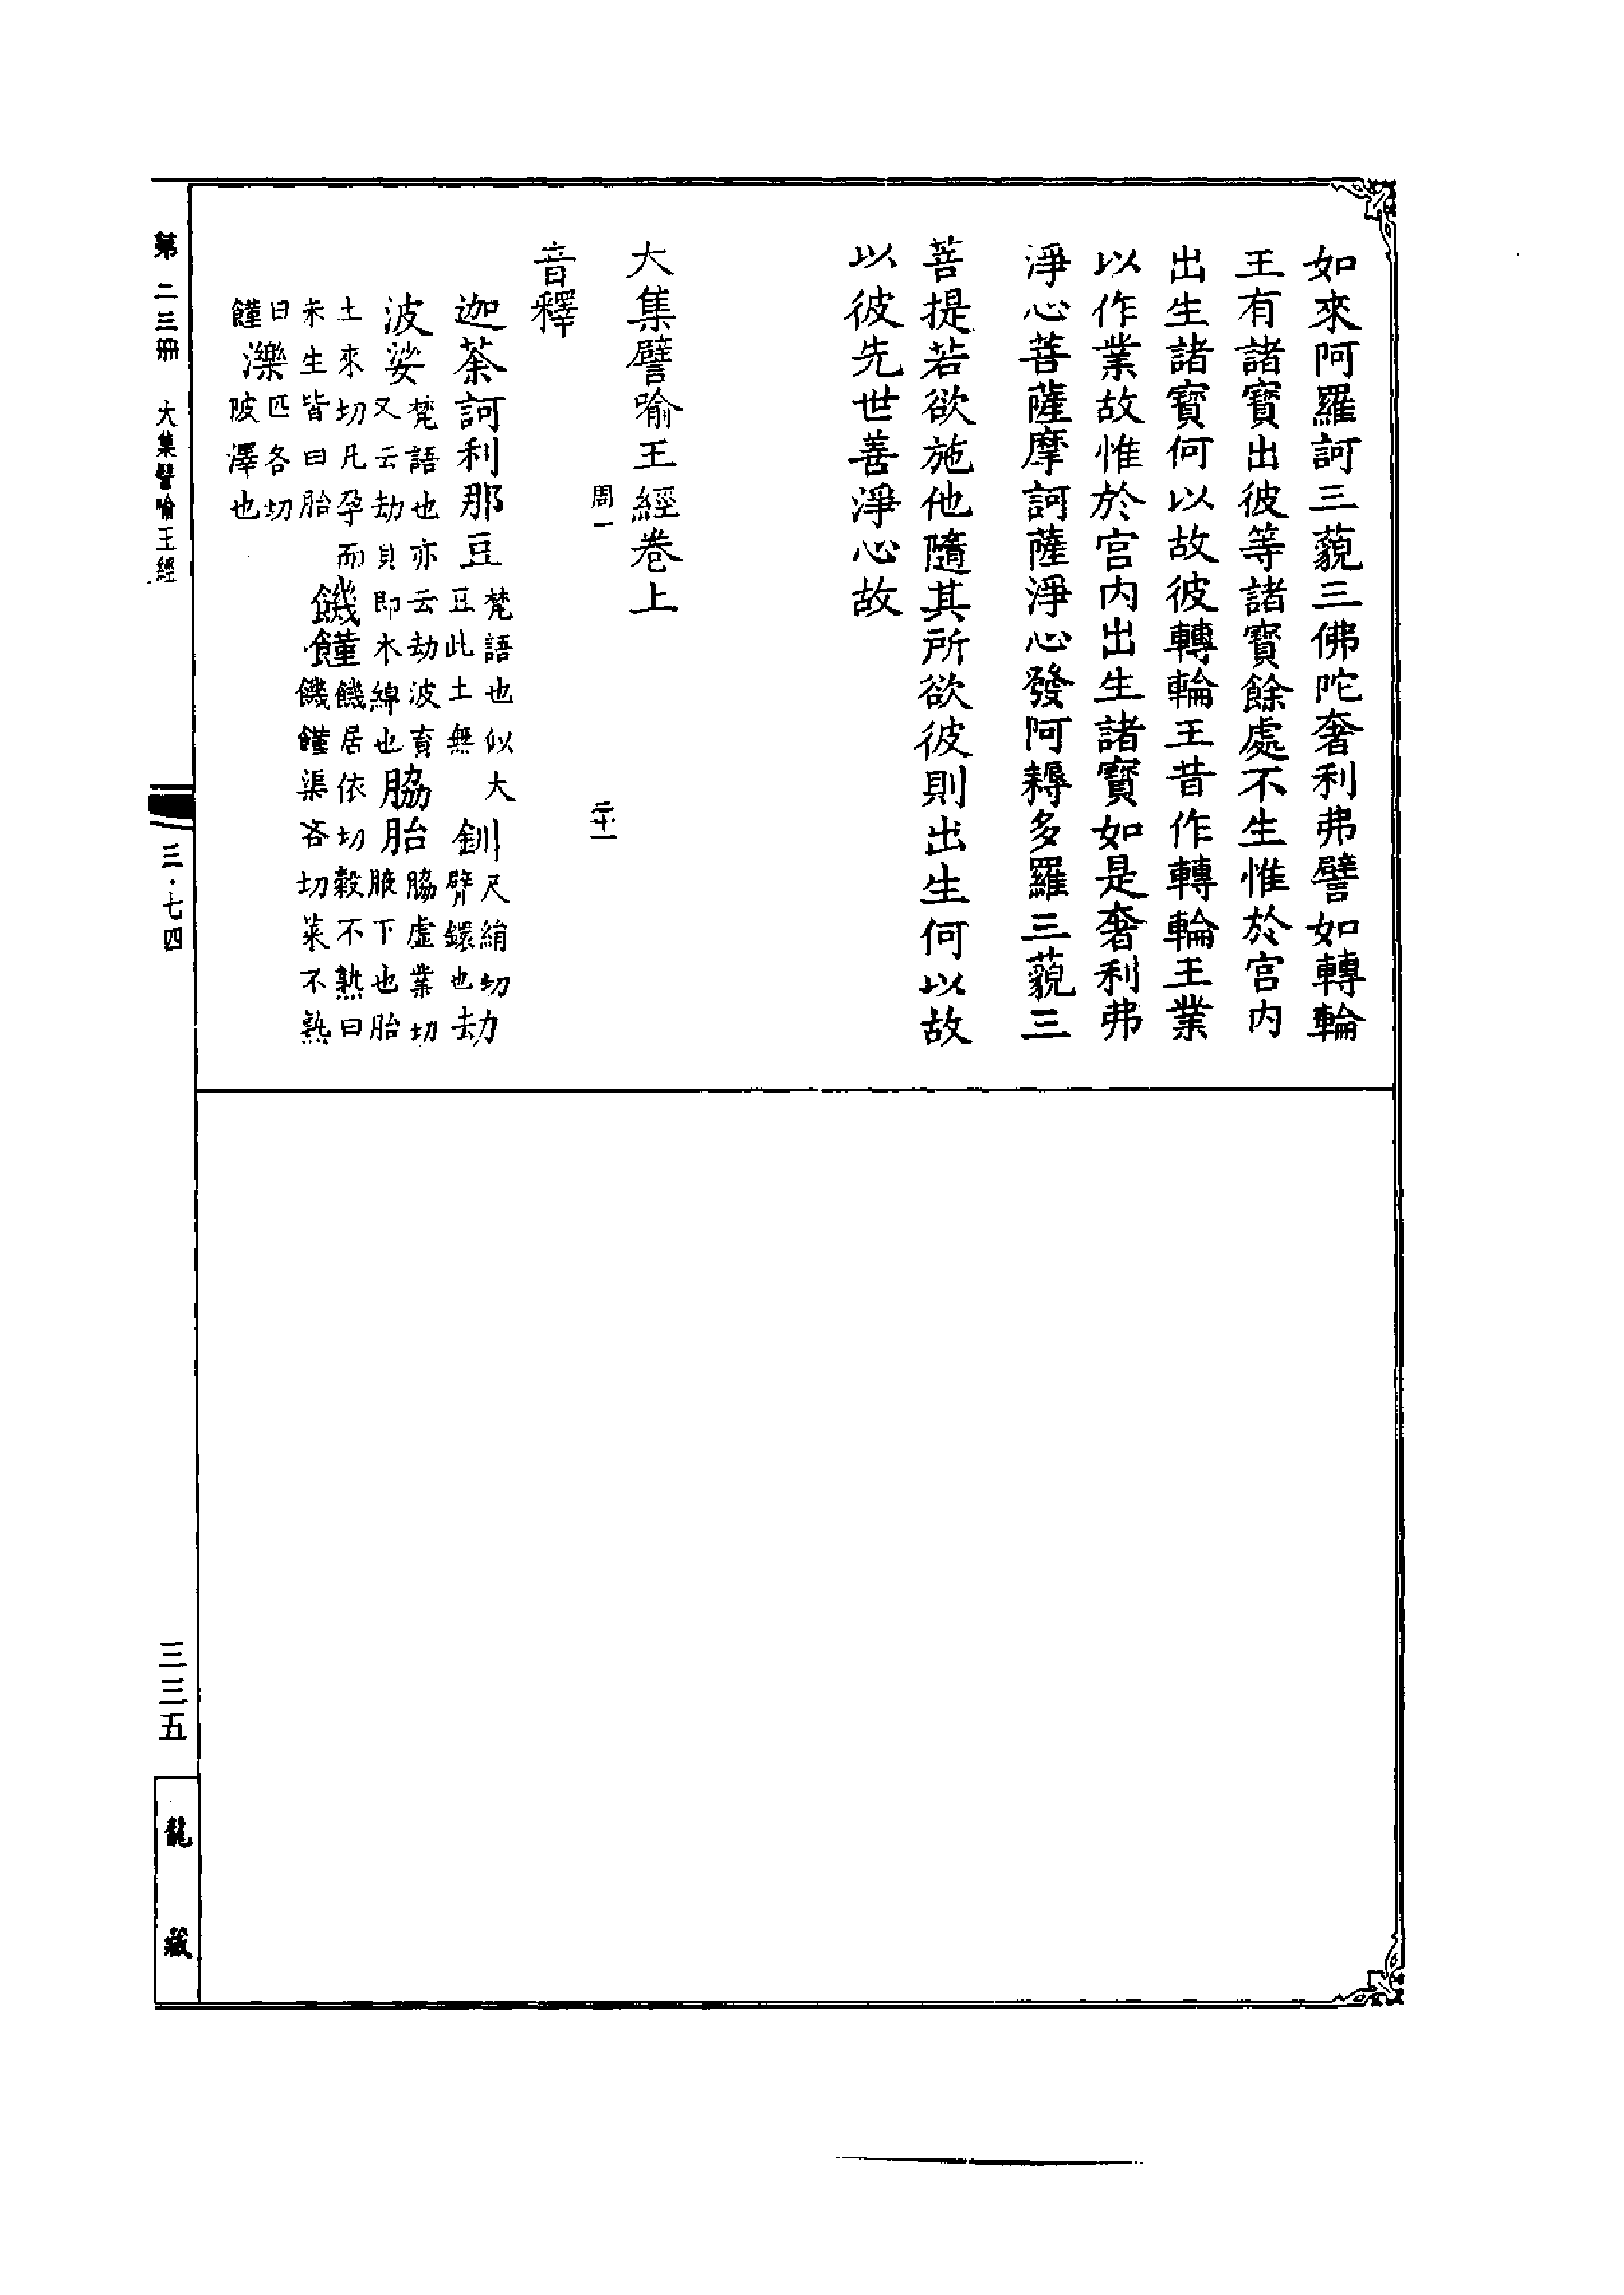 如來阿羅訶三藐三佛陀奢利弗譬如轉輪
王有諸寶出彼等諸寶餘處不生惟於宮內
出生諸寶何以故彼轉輪王昔作轉輪王業
以作業故惟於宮內出生諸寶如是奢利弗
淨心菩薩摩訶薩淨心發阿耨多羅三藐三
菩提若欲施他隨其所欲彼則出生何以故
以彼先世善淨心故
大集譬喻王經卷上
周一 二十一
音釋
迦荼訶利那豆 梵語也似大豆此土無 釧 尺絹切臂鐶也 劫
波娑 梵語也亦云劫波育又云劫貝即木綿也 脇胎 脇虛業切腋下也胎
土來切凡孕而未生皆曰胎 饑饉 饑居依切穀不熟曰饑饉渠吝切菜不熟
曰饉 濼 匹各切陂澤也
第二三冊 大集譬喻王經
三·七四
三三五
龍藏